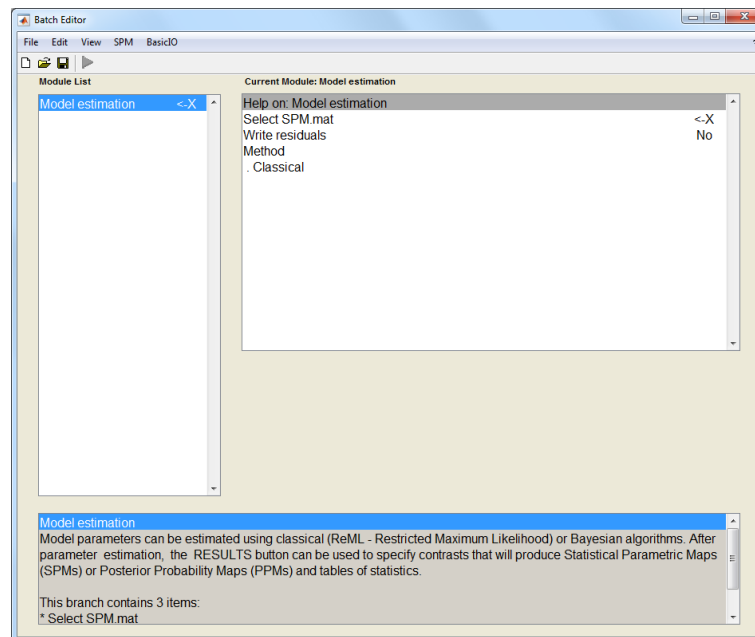 Batch Editor
File Edit View SPM BasicIO
Module List
Current Module: Model estimation
Model estimation <-X
Help on: Model estimation
Select SPM.mat <-X
Write residuals No
Method
. Classical
Model estimation
Model parameters can be estimated using classical (ReML - Restricted Maximum Likelihood) or Bayesian algorithms. After
parameter estimation, the RESULTS button can be used to specify contrasts that will produce Statistical Parametric Maps
(SPMs) or Posterior Probability Maps (PPMs) and tables of statistics.
This branch contains 3 items:
* Select SPM.mat